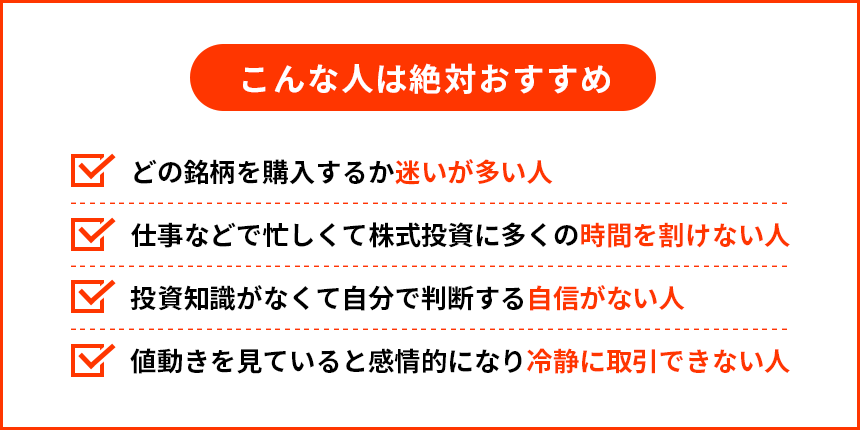 こんな人は絶対おすすめ
どの銘柄を購入するか迷いが多い人
仕事などで忙しくて株式投資に多くの時間を割けない人
投資知識がなくて自分で判断する自信がない人
値動きを見ていると感情的になり冷静に取引できない人